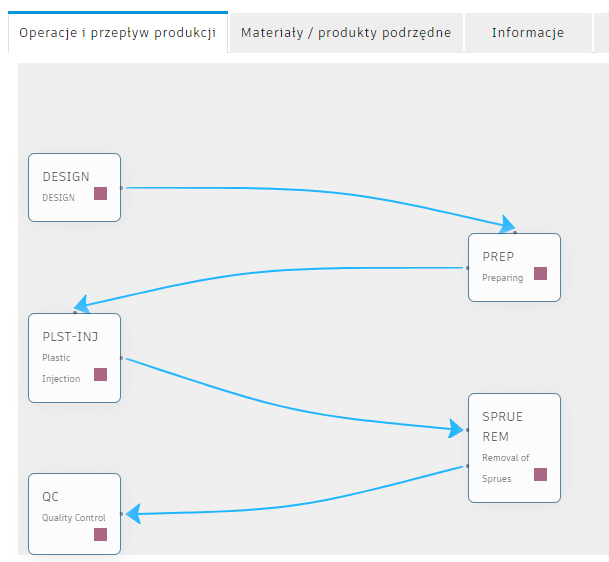 Operacje i przepływ produkcji
Materiały / produkty podrzędne
Informacje
DESIGN
DESIGN
PREP
Preparing
PLST-INJ
Plastic
Injection
SPRUE
REM
Removal of
Sprues
QC
Quality Control